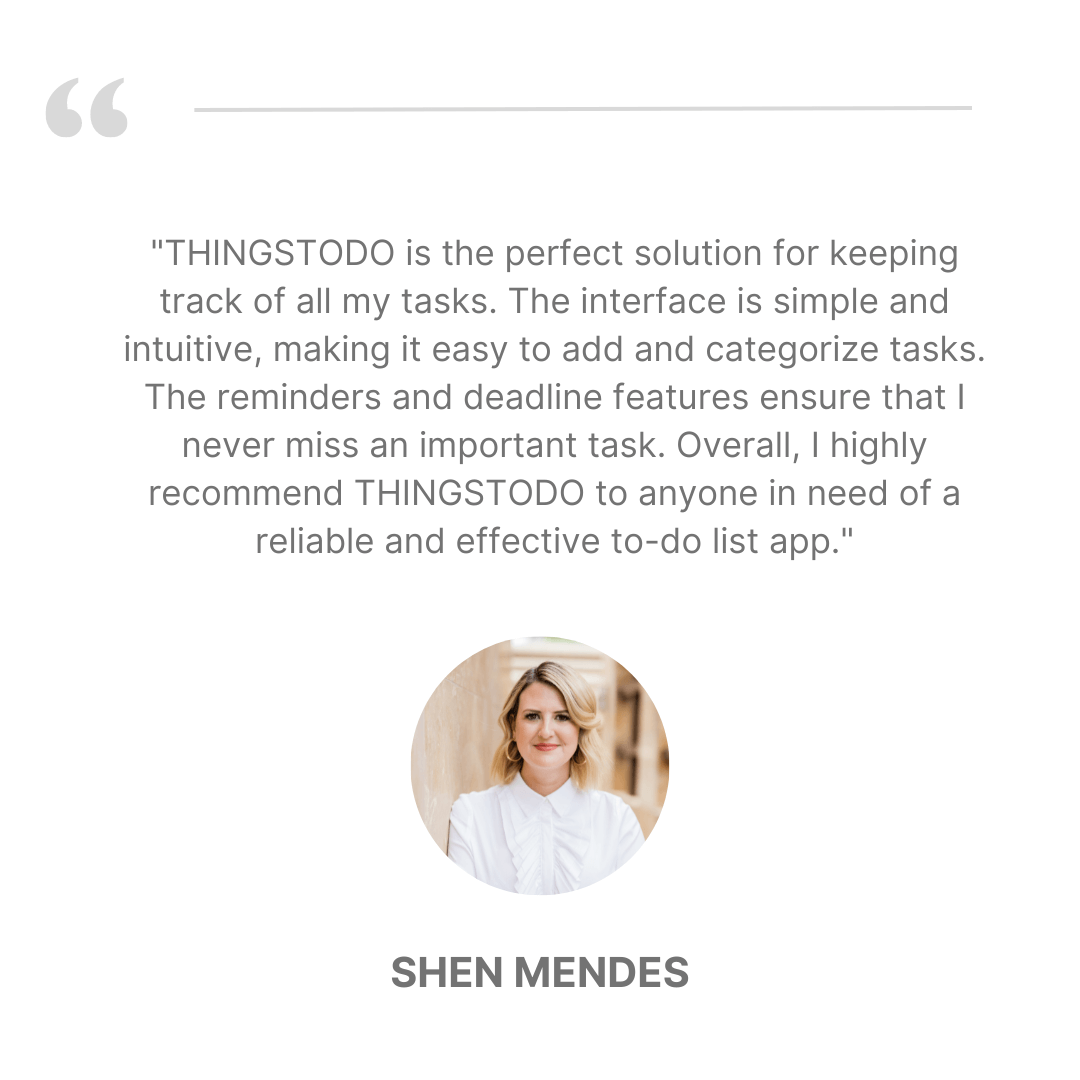 "THINGSTODO is the perfect solution for keeping
track of all my tasks. The interface is simple and
intuitive, making it easy to add and categorize tasks.
The reminders and deadline features ensure that I
never miss an important task. Overall, I highly
recommend THINGSTODO to anyone in need of a
reliable and effective to-do list app."
SHEN MENDES